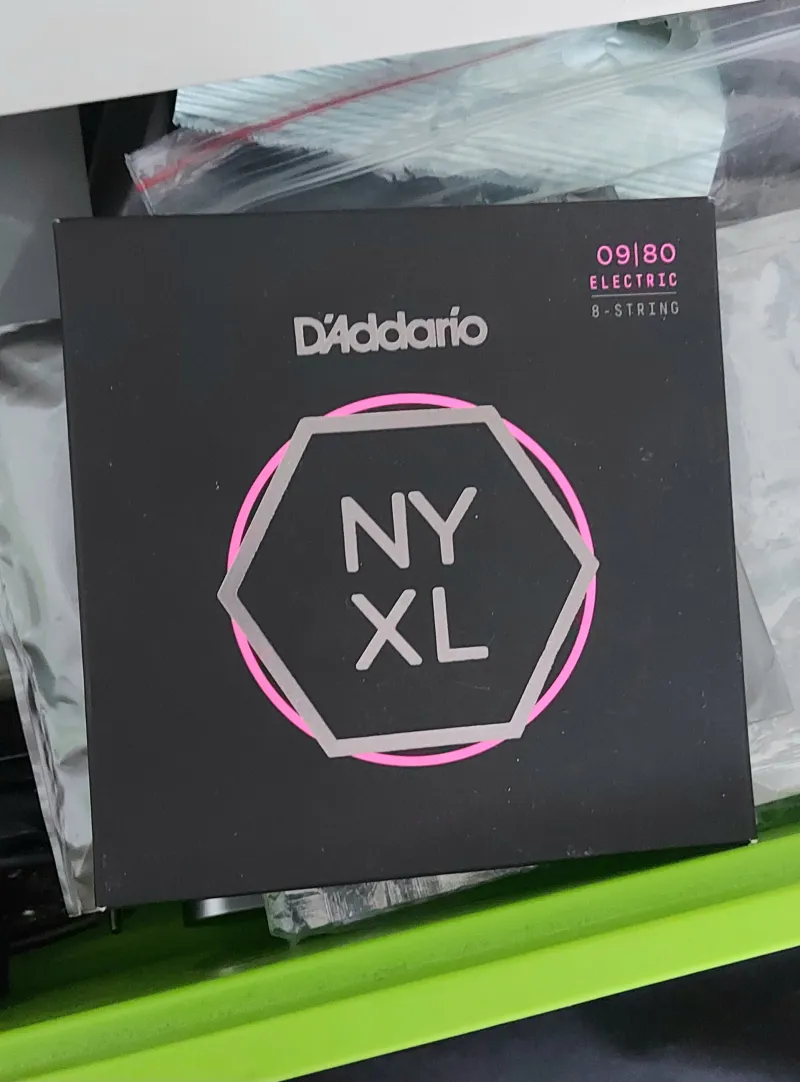 09|80
ELECTRIC
8-STRING
D'Addario
NY
XL